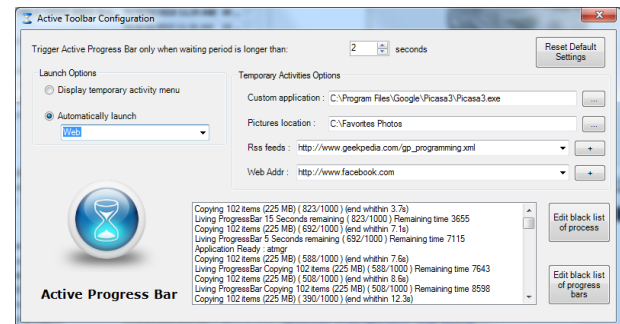 Active Toolbar Configuration
Trigger Active Progress Bar only when waiting period is longer than: 2 seconds
Reset Default Settings
Launch Options
Display temporary activity menu
Automatically launch
Web
Temporary Activities Options
Custom application : C:\Program Files\Google\Picasa3\Picasa3.exe ...
Pictures location : C:\Favorites Photos ...
Rss feeds : http://www.geekpedia.com/gp_programming.xml +
Web Addr : http://www.facebook.com +
Copying 102 items (225 MB) ( 823/1000 ) (end whithin 3.7s)
Living ProgressBar 15 Seconds remaining ( 823/1000 ) Remaining time 3655
Copying 102 items (225 MB) ( 692/1000 ) (end whithin 7.1s)
Living ProgressBar 5 Seconds remaining ( 692/1000 ) Remaining time 7115
Application Ready : atmgr
Copying 102 items (225 MB) ( 588/1000 ) (end whithin 7.6s)
Living ProgressBar Copying 102 items (225 MB) ( 588/1000 ) Remaining time 7643
Copying 102 items (225 MB) ( 508/1000 ) (end whithin 8.6s)
Living ProgressBar Copying 102 items (225 MB) ( 508/1000 ) Remaining time 8598
Copying 102 items (225 MB) ( 390/1000 ) (end whithin 12.3s)
Edit black list of process
Edit black list of progress bars
Active Progress Bar